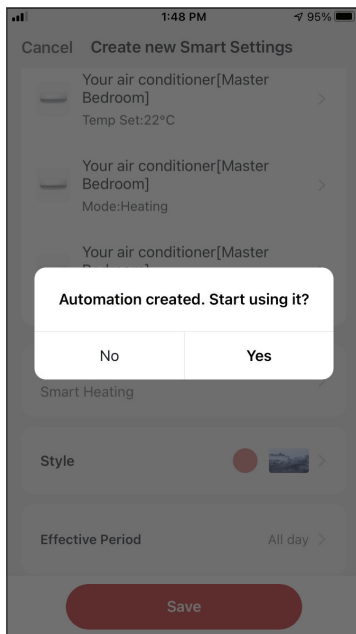 1:48 PM
95%
Cancel Create new Smart Settings
Your air conditioner[Master
Bedroom]
Temp Set:22°C
Your air conditioner[Master
Bedroom]
Mode:Heating
Your air conditioner[Master
Automation created. Start using it?
No Yes
Smart Heating
Style
Effective Period All day
Save